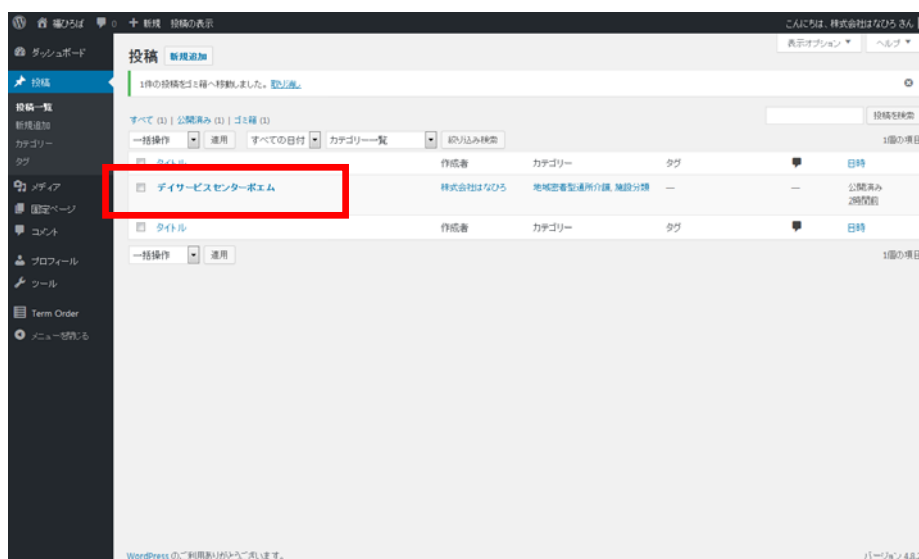 福ひろば 0 + 新規 投稿の表示 こんにちは、株式会社はなひろ さん
表示オプション ▼ ヘルプ ▼
ダッシュボード
投稿
投稿一覧
新規追加
カテゴリー
タグ
メディア
固定ページ
コメント
プロフィール
ツール
Term Order
メニューを閉じる
投稿 新規追加
1件の投稿をゴミ箱へ移動しました。取り消し
すべて (1) | 公開済み (1) | ゴミ箱 (1)
投稿を検索
一括操作 適用 すべての日付 カテゴリー一覧 絞り込み検索 1個の項目
タイトル 作成者 カテゴリー タグ 日時
デイサービスセンターポエム 株式会社はなひろ 地域密着型通所介護, 施設分類 — — 公開済み
2時間前
タイトル 作成者 カテゴリー タグ 日時
一括操作 適用 1個の項目
WordPress のご利用ありがとうございます。 バージョン 4.8.